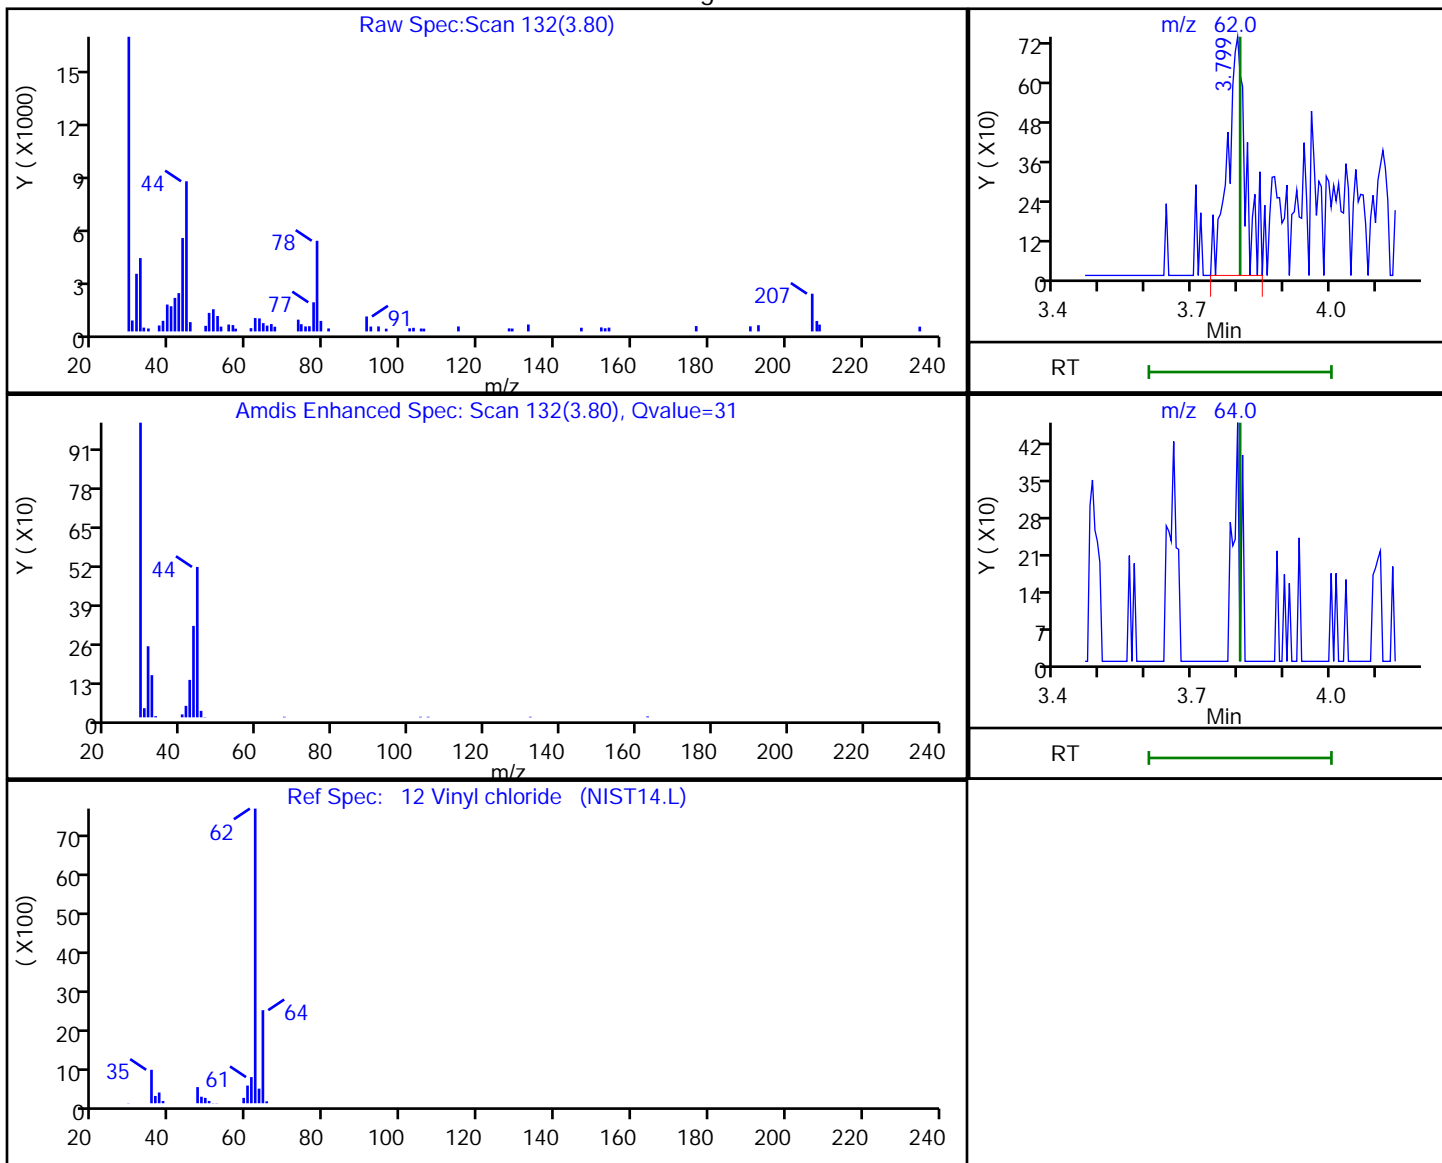 Raw Spec:Scan 132(3.80)
Y ( X1000)
15
12
9
6
3
0
44
78
77
91
207
20 40 60 80 100 120 140 160 180 200 220 240
m/z
m/z 62.0
Y ( X10)
72
60
48
36
24
12
0
3.799
3.4 3.7 4.0
Min
RT
Amdis Enhanced Spec: Scan 132(3.80), Qvalue=31
Y ( X10)
91
78
65
52
39
26
13
0
44
20 40 60 80 100 120 140 160 180 200 220 240
m/z
m/z 64.0
Y ( X10)
42
35
28
21
14
7
0
3.4 3.7 4.0
Min
RT
Ref Spec: 12 Vinyl chloride (NIST14.L)
( X100)
70
60
50
40
30
20
10
0
62
64
35
61
20 40 60 80 100 120 140 160 180 200 220 240